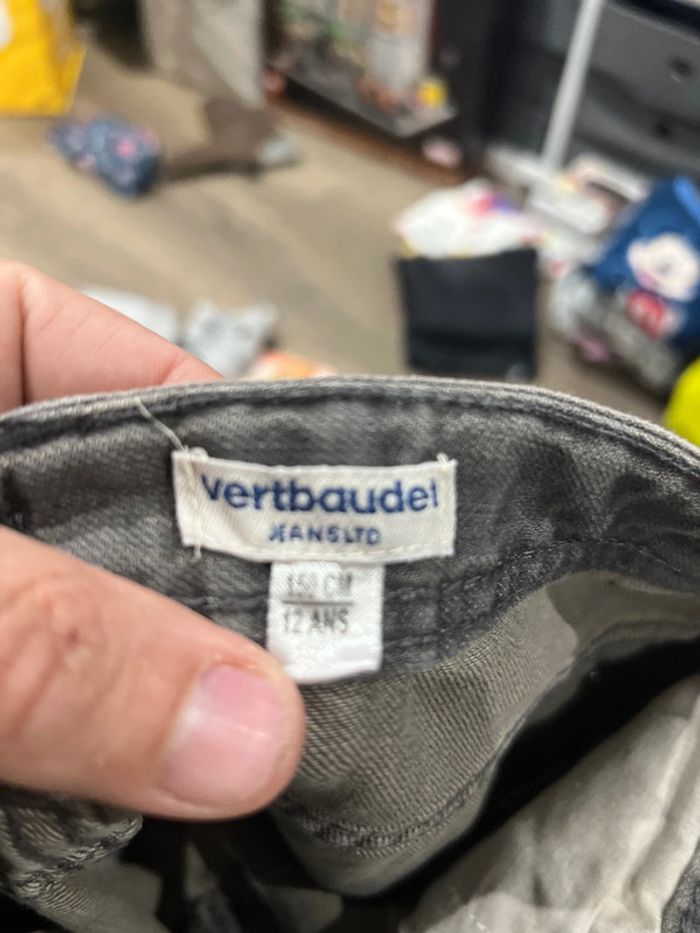 vertbaudet
JEANS LTD
150 CM
12 ANS